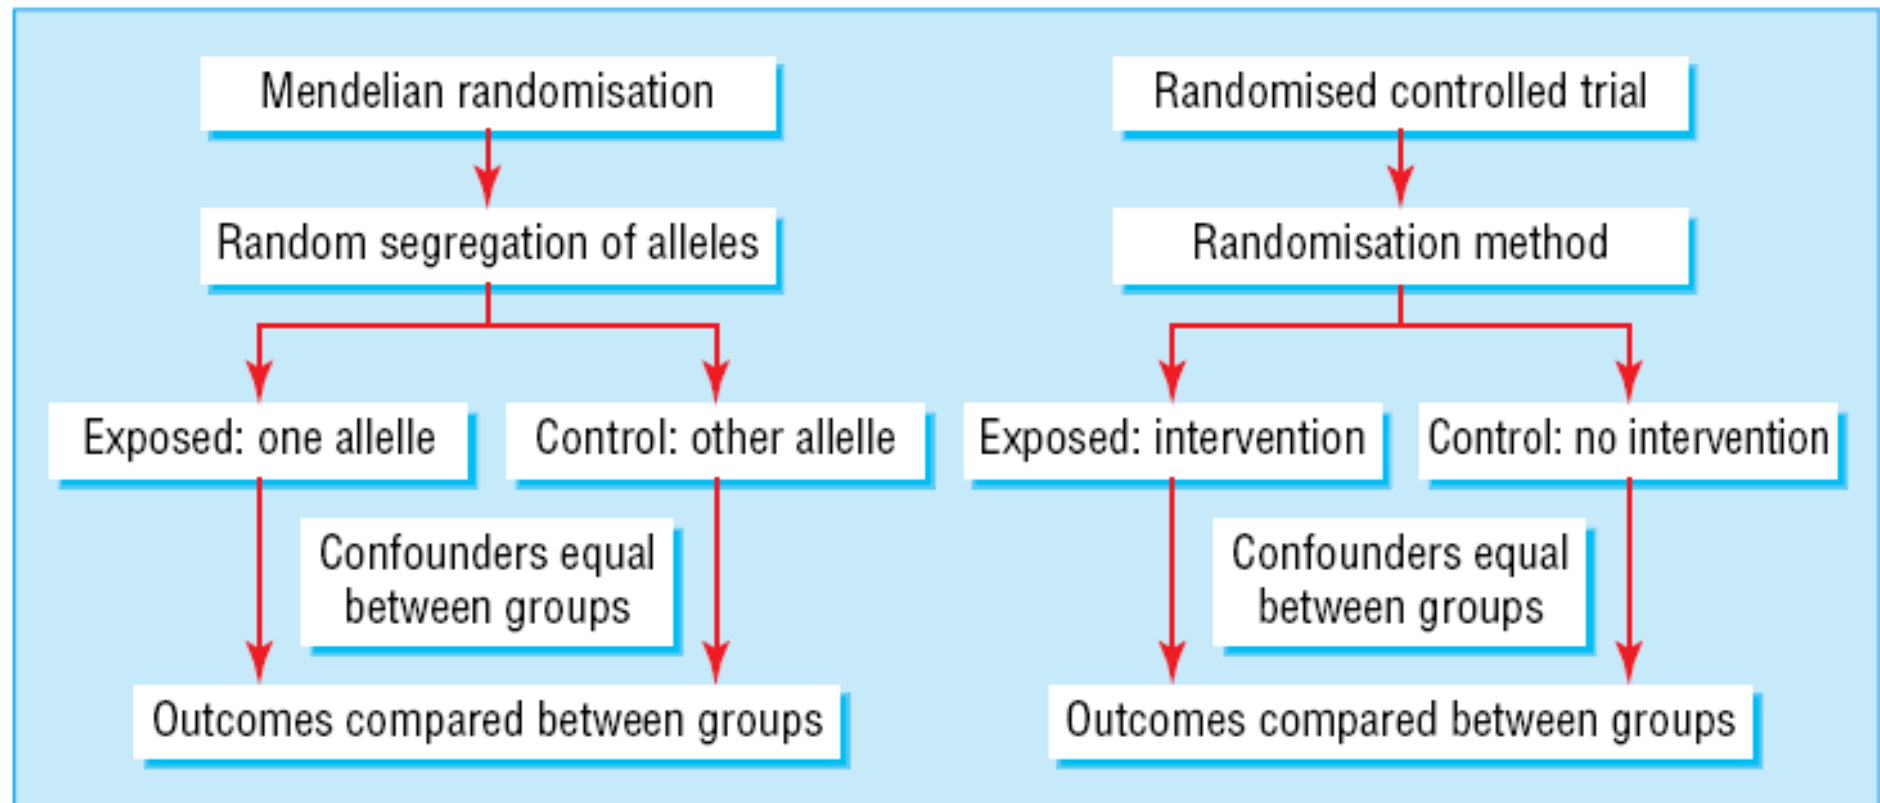 Mendelian randomisation
Random segregation of alleles
Exposed: one allele
Control: other allele
Confounders equal
between groups
Outcomes compared between groups
Randomised controlled trial
Randomisation method
Exposed: intervention
Control: no intervention
Confounders equal
between groups
Outcomes compared between groups